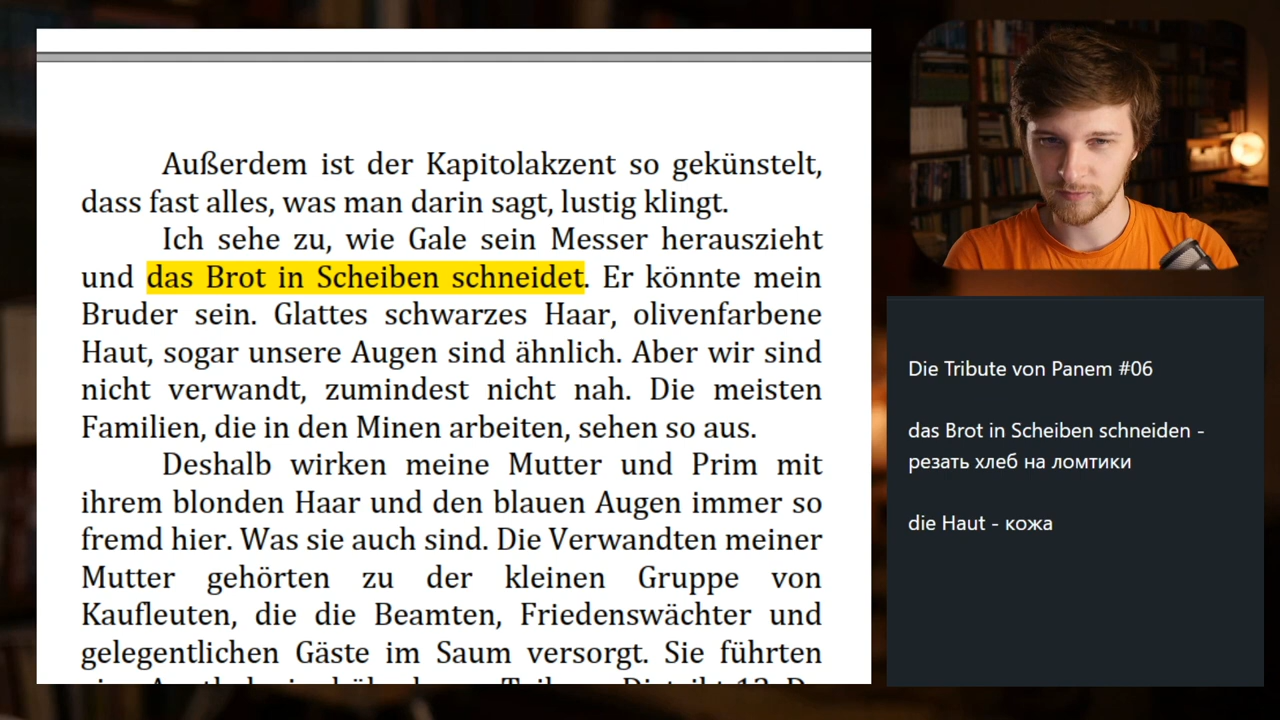 Außerdem ist der Kapitolakzent so gekünstelt,
dass fast alles, was man darin sagt, lustig klingt.
Ich sehe zu, wie Gale sein Messer herauszieht
und das Brot in Scheiben schneidet. Er könnte mein
Bruder sein. Glattes schwarzes Haar, olivenfarbene
Haut, sogar unsere Augen sind ähnlich. Aber wir sind
nicht verwandt, zumindest nicht nah. Die meisten
Familien, die in den Minen arbeiten, sehen so aus.
Deshalb wirken meine Mutter und Prim mit
ihrem blonden Haar und den blauen Augen immer so
fremd hier. Was sie auch sind. Die Verwandten meiner
Mutter gehörten zu der kleinen Gruppe von
Kaufleuten, die die Beamten, Friedenswächter und
gelegentlichen Gäste im Saum versorgt. Sie führten
Die Tribute von Panem #06
das Brot in Scheiben schneiden -
резать хлеб на ломтики
die Haut - кожа